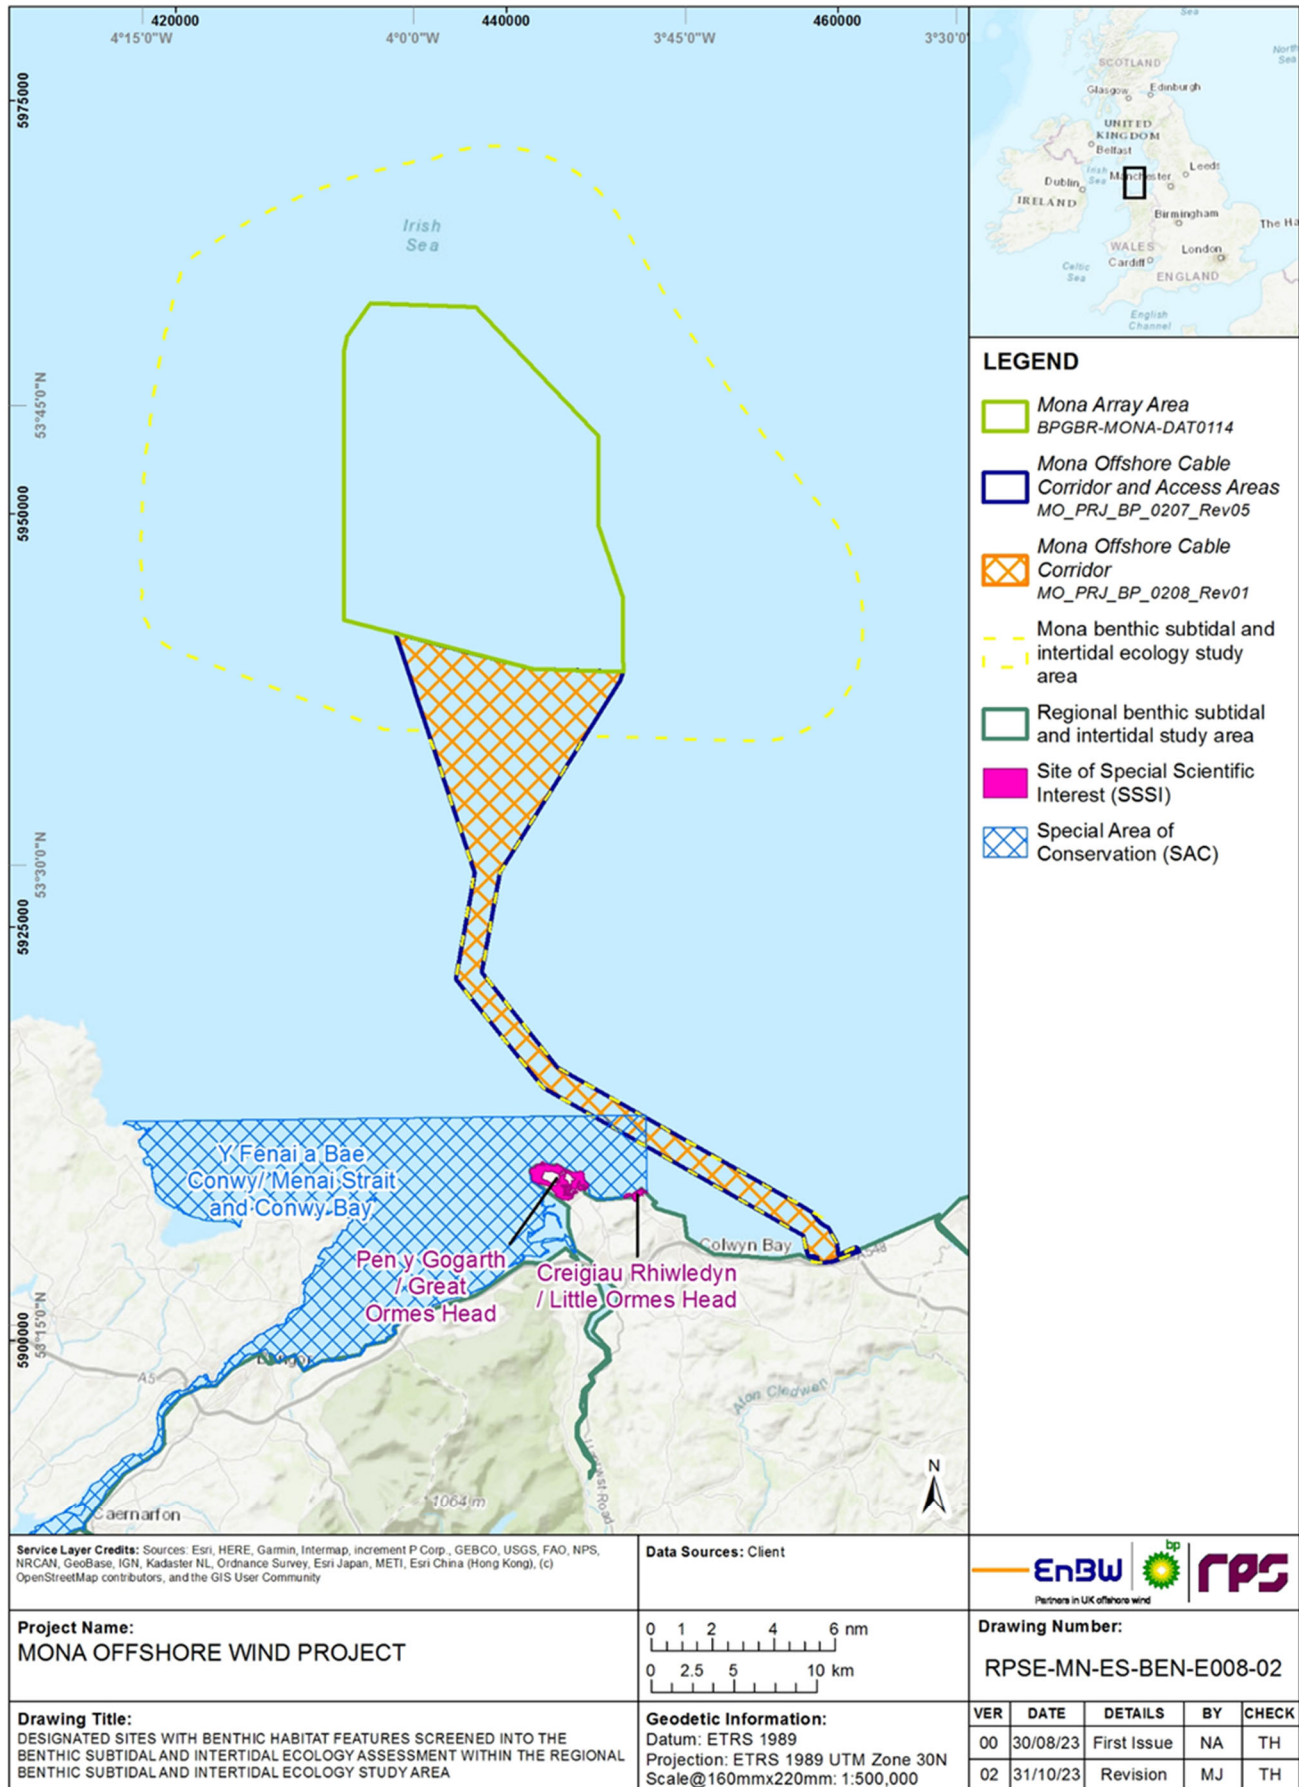 420000
440000
460000
4°15'0"W
4°0'0"W
3°45'0"W
3°30'0
5975000
5950000
5925000
5900000
53°45'0"N
53°30'0"N
53°15'0"N
Irish
Sea
Y Fenai a Bae
Conwy/ Menai Strait
and Conwy Bay
Pen y Gogarth
/ Great
Ormes Head
Creigiau Rhiwledyn
/ Little Ormes Head
Colwyn Bay
A5
1064 m
Caernarfon
N
Sea
North
Sea
SCOTLAND
Glasgow
Edinburgh
UNITED
KINGDOM
Belfast
Irish
Sea
Manchester
Leeds
Dublin
IRELAND
Birmingham
The Ha
WALES
London
Cardiff
Celtic
Sea
ENGLAND
English
Channel
LEGEND
Mona Array Area
BPGBR-MONA-DAT0114
Mona Offshore Cable
Corridor and Access Areas
MO_PRJ_BP_0207_Rev05
Mona Offshore Cable
Corridor
MO_PRJ_BP_0208_Rev01
Mona benthic subtidal and
intertidal ecology study
area
Regional benthic subtidal
and intertidal study area
Site of Special Scientific
Interest (SSSI)
Special Area of
Conservation (SAC)
Service Layer Credits: Sources: Esri, HERE, Garmin, Intermap, increment P Corp., GEBCO, USGS, FAO, NPS,
NRCAN, GeoBase, IGN, Kadaster NL, Ordnance Survey, Esri Japan, METI, Esri China (Hong Kong), (c)
OpenStreetMap contributors, and the GIS User Community
Data Sources: Client
EnBW
bp
rps
Partners in UK offshore wind
Project Name:
MONA OFFSHORE WIND PROJECT
0 1 2 4 6 nm
0 2.5 5 10 km
Drawing Number:
RPSE-MN-ES-BEN-E008-02
Drawing Title:
DESIGNATED SITES WITH BENTHIC HABITAT FEATURES SCREENED INTO THE
BENTHIC SUBTIDAL AND INTERTIDAL ECOLOGY ASSESSMENT WITHIN THE REGIONAL
BENTHIC SUBTIDAL AND INTERTIDAL ECOLOGY STUDY AREA
Geodetic Information:
Datum: ETRS 1989
Projection: ETRS 1989 UTM Zone 30N
Scale@160mmx220mm: 1:500,000
VER DATE DETAILS BY CHECK
00 30/08/23 First Issue NA TH
02 31/10/23 Revision MJ TH